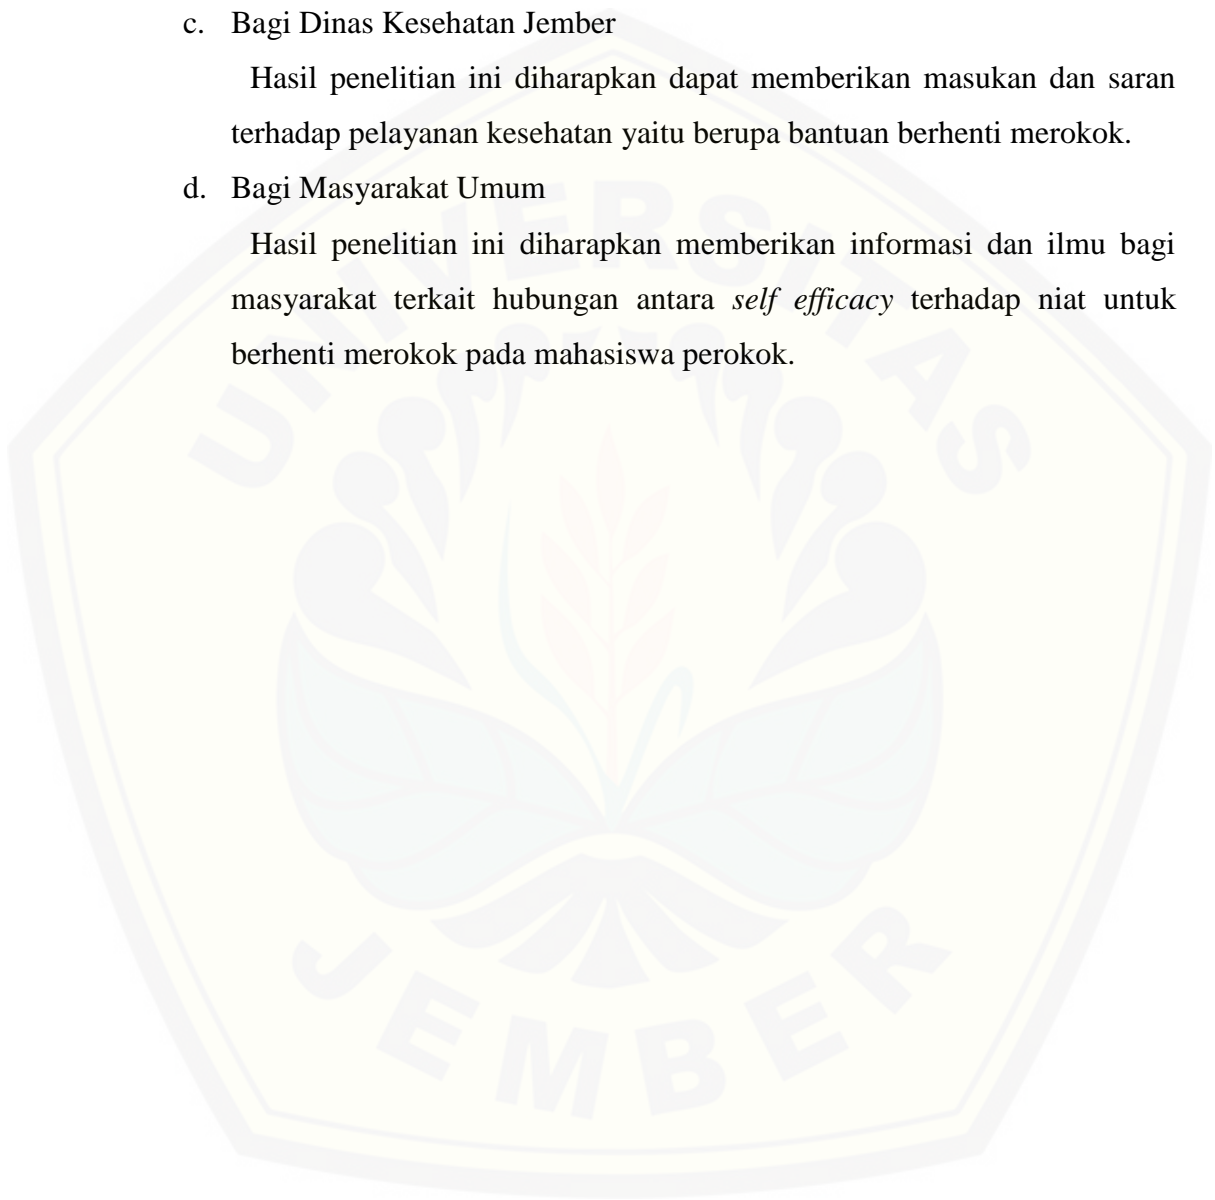 c. Bagi Dinas Kesehatan Jember
Hasil penelitian ini diharapkan dapat memberikan masukan dan saran
terhadap pelayanan kesehatan yaitu berupa bantuan berhenti merokok.
d. Bagi Masyarakat Umum
Hasil penelitian ini diharapkan memberikan informasi dan ilmu bagi
masyarakat terkait hubungan antara self efficacy terhadap niat untuk
berhenti merokok pada mahasiswa perokok.
UNIVERSITAS
JEMBER